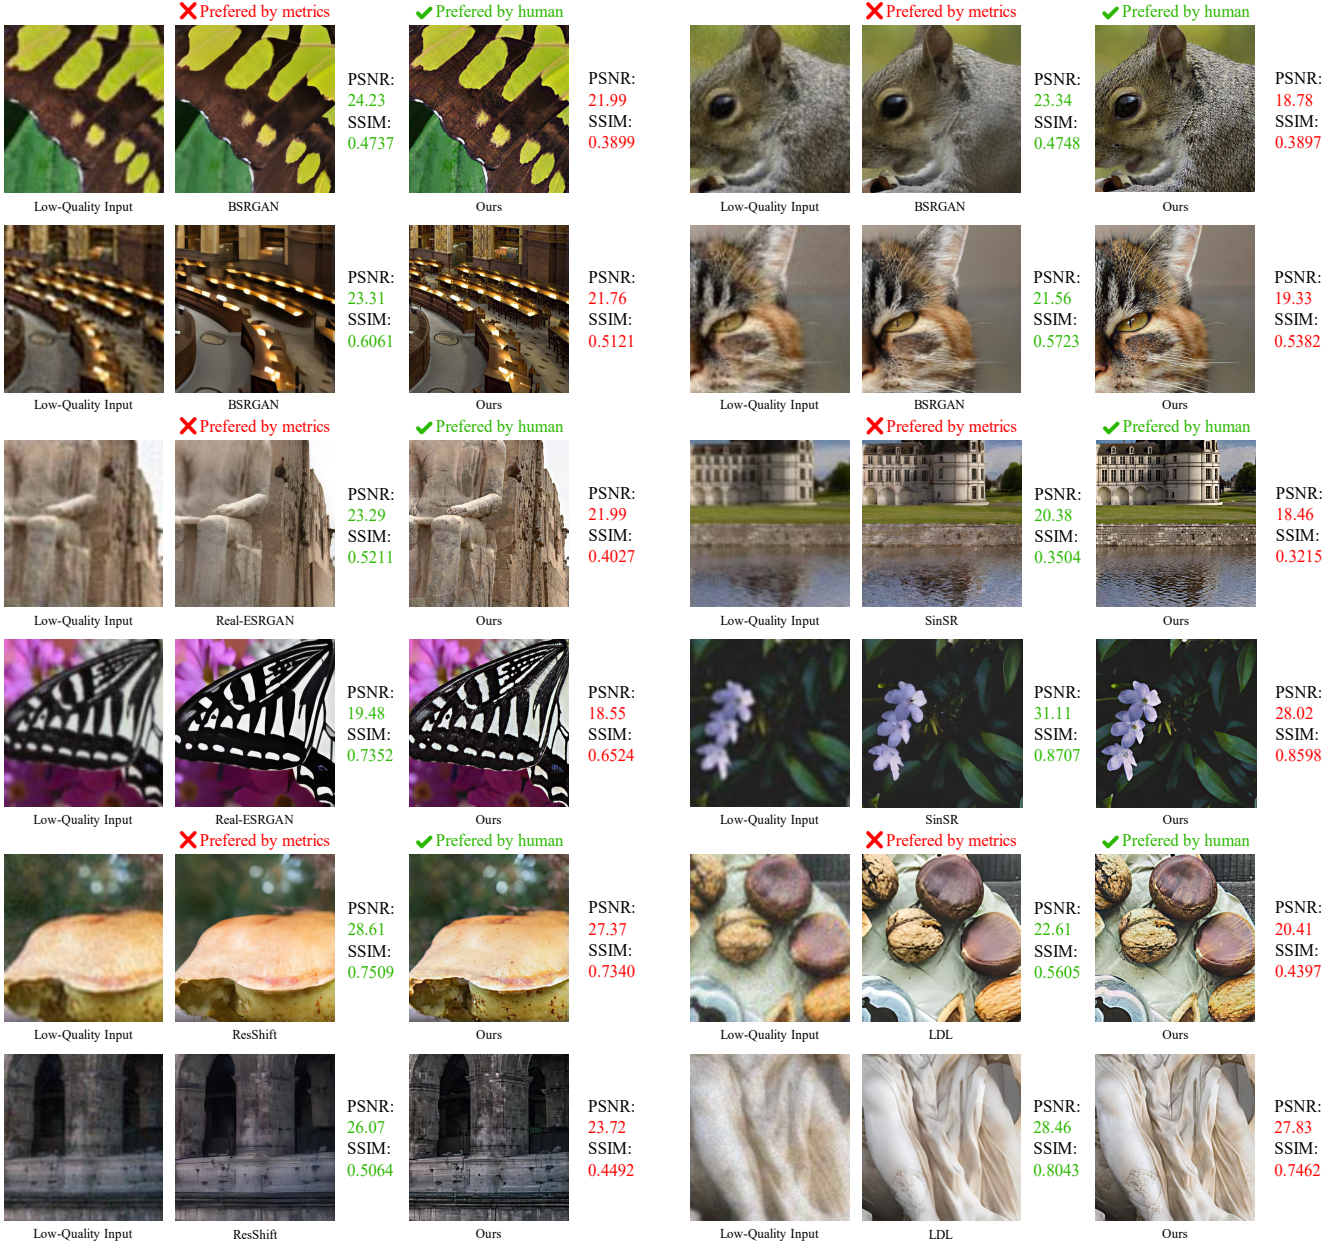 Prefered by metrics
Prefered by human
Prefered by metrics
Prefered by human
PSNR:
24.23
SSIM:
0.4737
PSNR:
21.99
SSIM:
0.3899
PSNR:
23.34
SSIM:
0.4748
PSNR:
18.78
SSIM:
0.3897
Low-Quality Input
BSRGAN
Ours
Low-Quality Input
BSRGAN
Ours
PSNR:
23.31
SSIM:
0.6061
PSNR:
21.76
SSIM:
0.5121
PSNR:
21.56
SSIM:
0.5723
PSNR:
19.33
SSIM:
0.5382
Low-Quality Input
BSRGAN
Ours
Low-Quality Input
BSRGAN
Ours
Prefered by metrics
Prefered by human
Prefered by metrics
Prefered by human
PSNR:
23.29
SSIM:
0.5211
PSNR:
21.99
SSIM:
0.4027
PSNR:
20.38
SSIM:
0.3504
PSNR:
18.46
SSIM:
0.3215
Low-Quality Input
Real-ESRGAN
Ours
Low-Quality Input
SinSR
Ours
PSNR:
19.48
SSIM:
0.7352
PSNR:
18.55
SSIM:
0.6524
PSNR:
31.11
SSIM:
0.8707
PSNR:
28.02
SSIM:
0.8598
Low-Quality Input
Real-ESRGAN
Ours
Low-Quality Input
SinSR
Ours
Prefered by metrics
Prefered by human
Prefered by metrics
Prefered by human
PSNR:
28.61
SSIM:
0.7509
PSNR:
27.37
SSIM:
0.7340
PSNR:
22.61
SSIM:
0.5605
PSNR:
20.41
SSIM:
0.4397
Low-Quality Input
ResShift
Ours
Low-Quality Input
LDL
Ours
PSNR:
26.07
SSIM:
0.5064
PSNR:
23.72
SSIM:
0.4492
PSNR:
28.46
SSIM:
0.8043
PSNR:
27.83
SSIM:
0.7462
Low-Quality Input
ResShift
Ours
Low-Quality Input
LDL
Ours